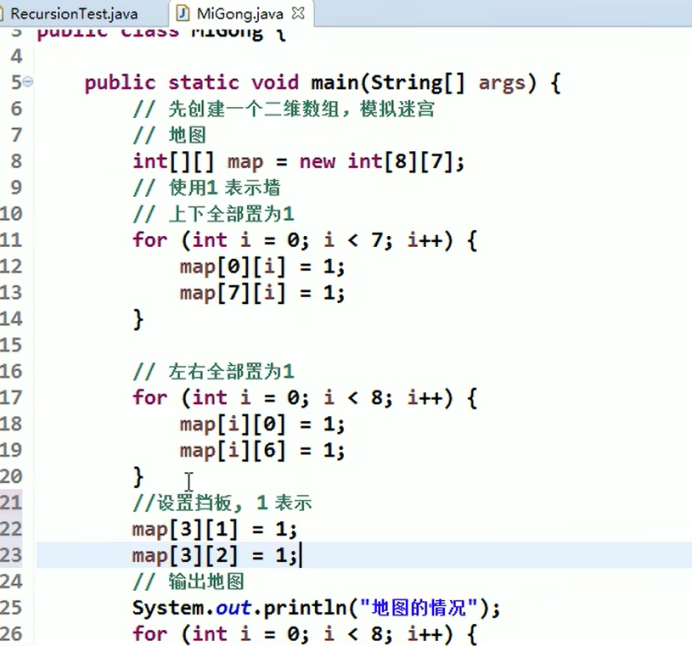 RecursionTest.java MiGong.java
3 public class MiGong {
4
5 public static void main(String[] args) {
6 // 先创建一个二维数组，模拟迷宫
7 // 地图
8 int[][] map = new int[8][7];
9 // 使用1 表示墙
10 // 上下全部置为1
11 for (int i = 0; i < 7; i++) {
12 map[0][i] = 1;
13 map[7][i] = 1;
14 }
15
16 // 左右全部置为1
17 for (int i = 0; i < 8; i++) {
18 map[i][0] = 1;
19 map[i][6] = 1;
20 }
21 //设置挡板, 1 表示
22 map[3][1] = 1;
23 map[3][2] = 1;
24 // 输出地图
25 System.out.println("地图的情况");
26 for (int i = 0; i < 8; i++) {